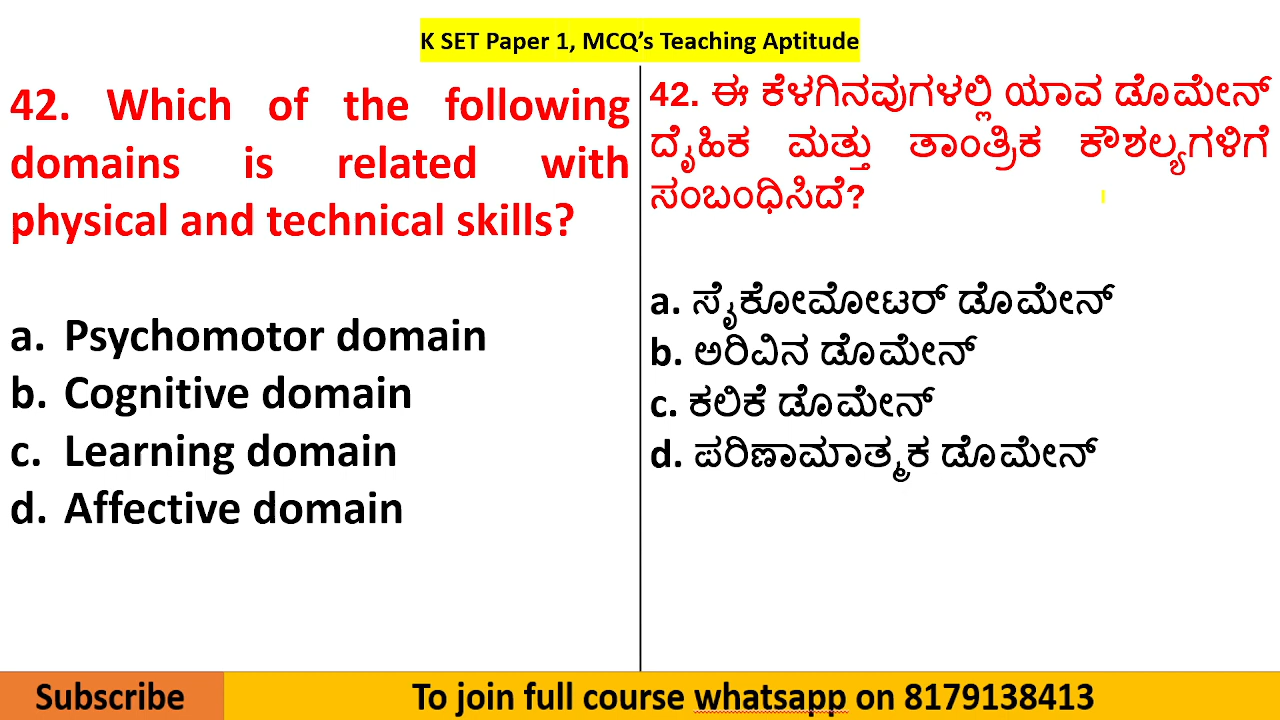 K SET Paper 1, MCQ’s Teaching Aptitude
42. Which of the following
domains is related with
physical and technical skills?
a. Psychomotor domain
b. Cognitive domain
c. Learning domain
d. Affective domain
42. ಈ ಕೆಳಗಿನವುಗಳಲ್ಲಿ ಯಾವ ಡೊಮೇನ್
ದೈಹಿಕ ಮತ್ತು ತಾಂತ್ರಿಕ ಕೌಶಲ್ಯಗಳಿಗೆ
ಸಂಬಂಧಿಸಿದೆ?
a. ಸೈಕೋಮೋಟರ್ ಡೊಮೇನ್
b. ಅರಿವಿನ ಡೊಮೇನ್
c. ಕಲಿಕೆ ಡೊಮೇನ್
d. ಪರಿಣಾಮಾತ್ಮಕ ಡೊಮೇನ್
Subscribe
To join full course whatsapp on 8179138413